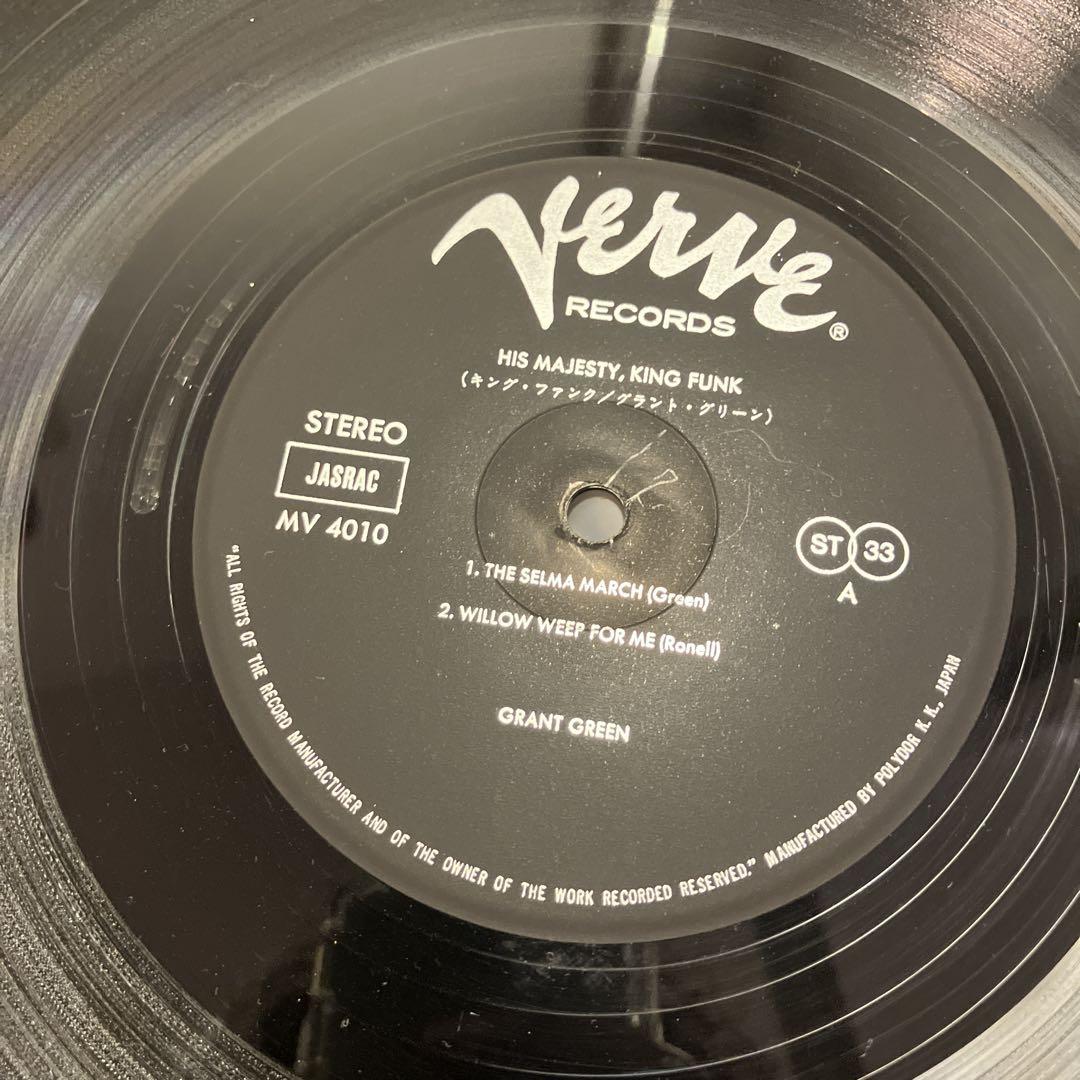 Verve
RECORDS®
HIS MAJESTY, KING FUNK
(キング・ファンク/グラント・グリーン)
STEREO
JASRAC
MV 4010
ST 33
A
1. THE SELMA MARCH (Green)
2. WILLOW WEEP FOR ME (Ronell)
GRANT GREEN
"ALL RIGHTS OF THE RECORD MANUFACTURER AND OF THE OWNER OF THE WORK RECORDED RESERVED." MANUFACTURED BY POLYDOR K. K., JAPAN